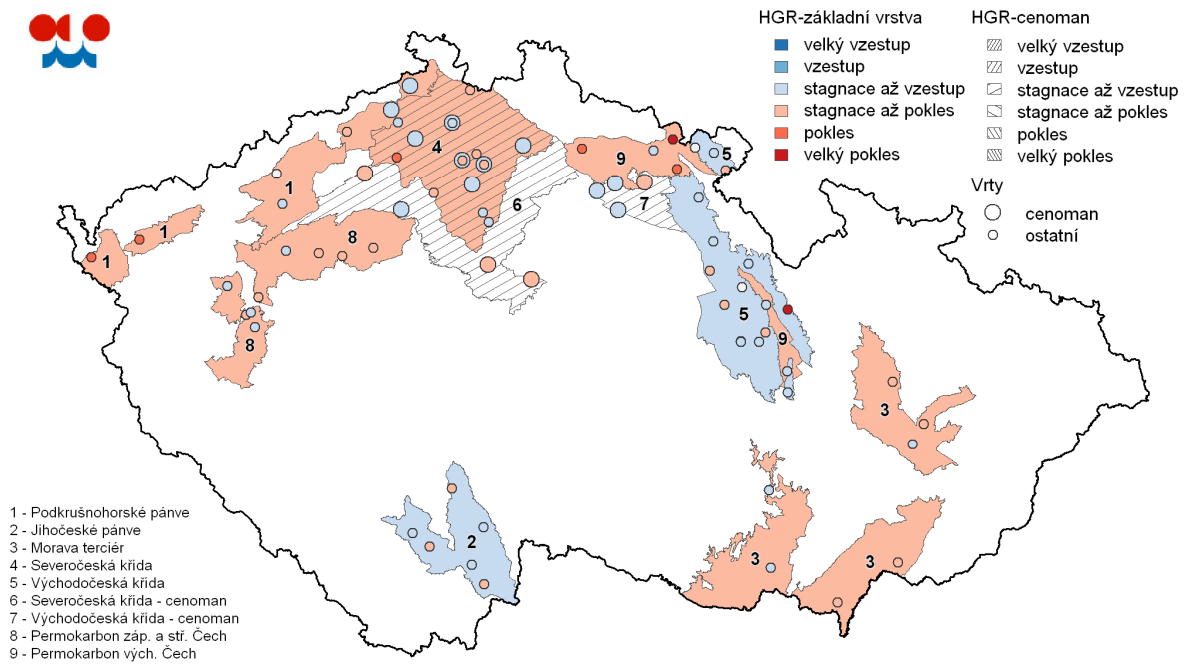 HGR-základní vrstva
velký vzestup
vzestup
stagnace až vzestup
stagnace až pokles
pokles
velký pokles
HGR-cenoman
velký vzestup
vzestup
stagnace až vzestup
stagnace až pokles
pokles
velký pokles
Vrty
cenoman
ostatní
4
9
5
1
6
7
1
8
1
5
9
8
3
2
3
3
1 - Podkrušnohorské pánve
2 - Jihočeské pánve
3 - Morava terciér
4 - Severočeská křída
5 - Východočeská křída
6 - Severočeská křída - cenoman
7 - Východočeská křída - cenoman
8 - Permokarbon záp. a stř. Čech
9 - Permokarbon vých. Čech